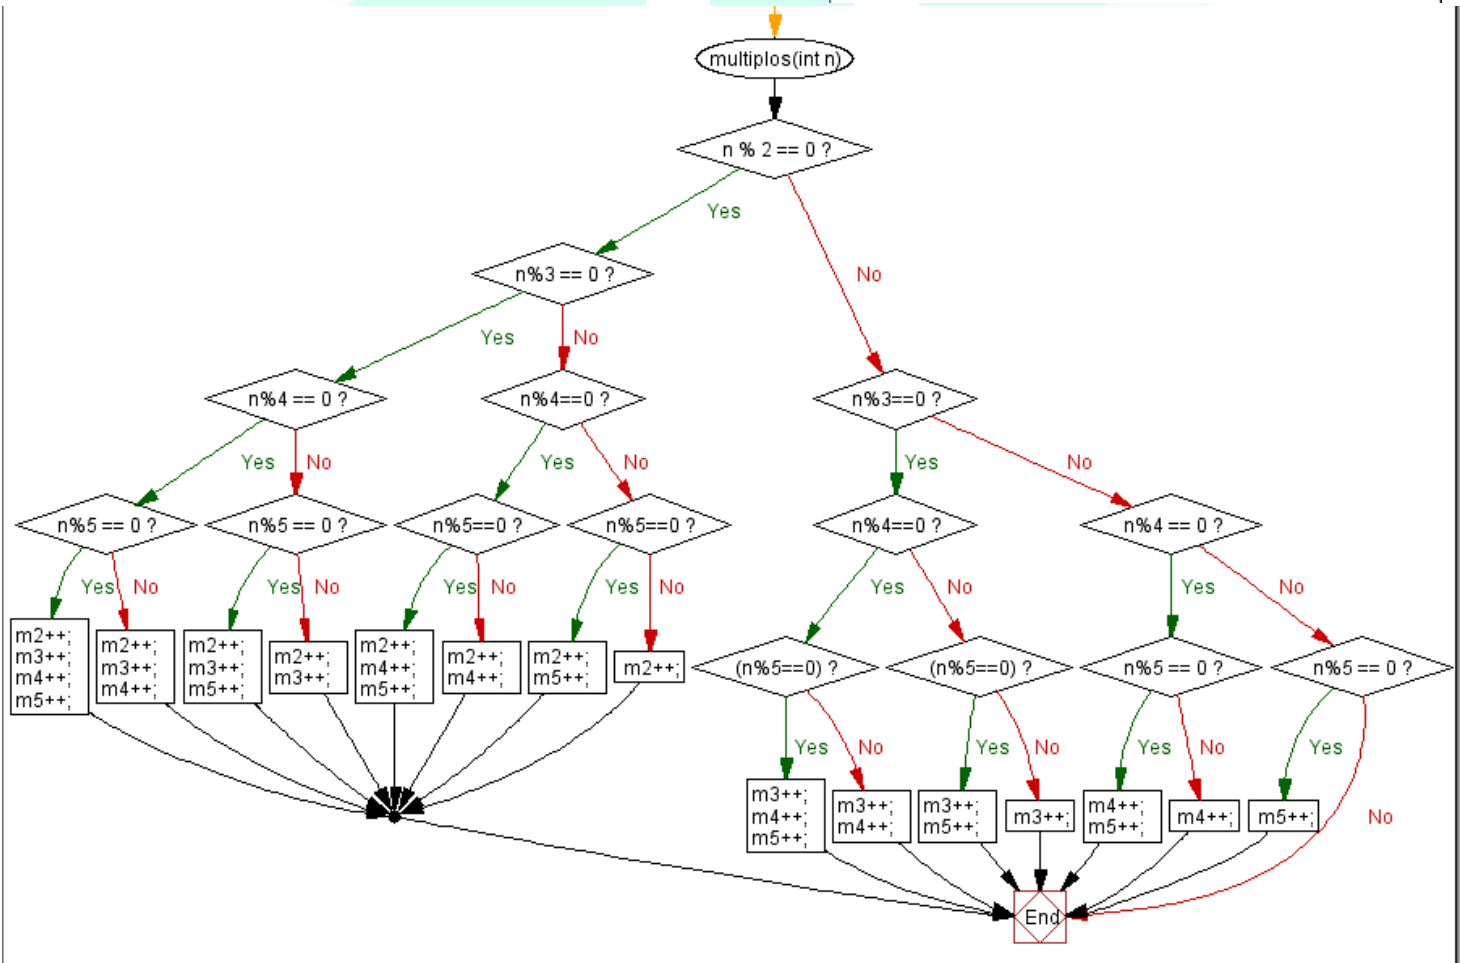 multiplos(int n)
n % 2 == 0 ?
Yes
No
n%3 == 0 ?
Yes
No
n%4 == 0 ?
n%4==0 ?
n%3==0 ?
Yes
No
Yes
No
Yes
No
n%5 == 0 ?
n%5 == 0 ?
n%5==0 ?
n%5==0 ?
n%4==0 ?
n%4 == 0 ?
Yes
No
Yes
No
Yes
No
Yes
No
Yes
No
Yes
No
m2++;
m3++;
m4++;
m5++;
m2++;
m3++;
m4++;
m2++;
m3++;
m5++;
m2++;
m3++;
m2++;
m4++;
m5++;
m2++;
m4++;
m2++;
m5++;
m2++;
(n%5==0) ?
(n%5==0) ?
n%5 == 0 ?
n%5 == 0 ?
Yes
No
Yes
No
Yes
No
Yes
No
m3++;
m4++;
m5++;
m3++;
m4++;
m3++;
m5++;
m3++;
m4++;
m5++;
m4++;
m5++;
End